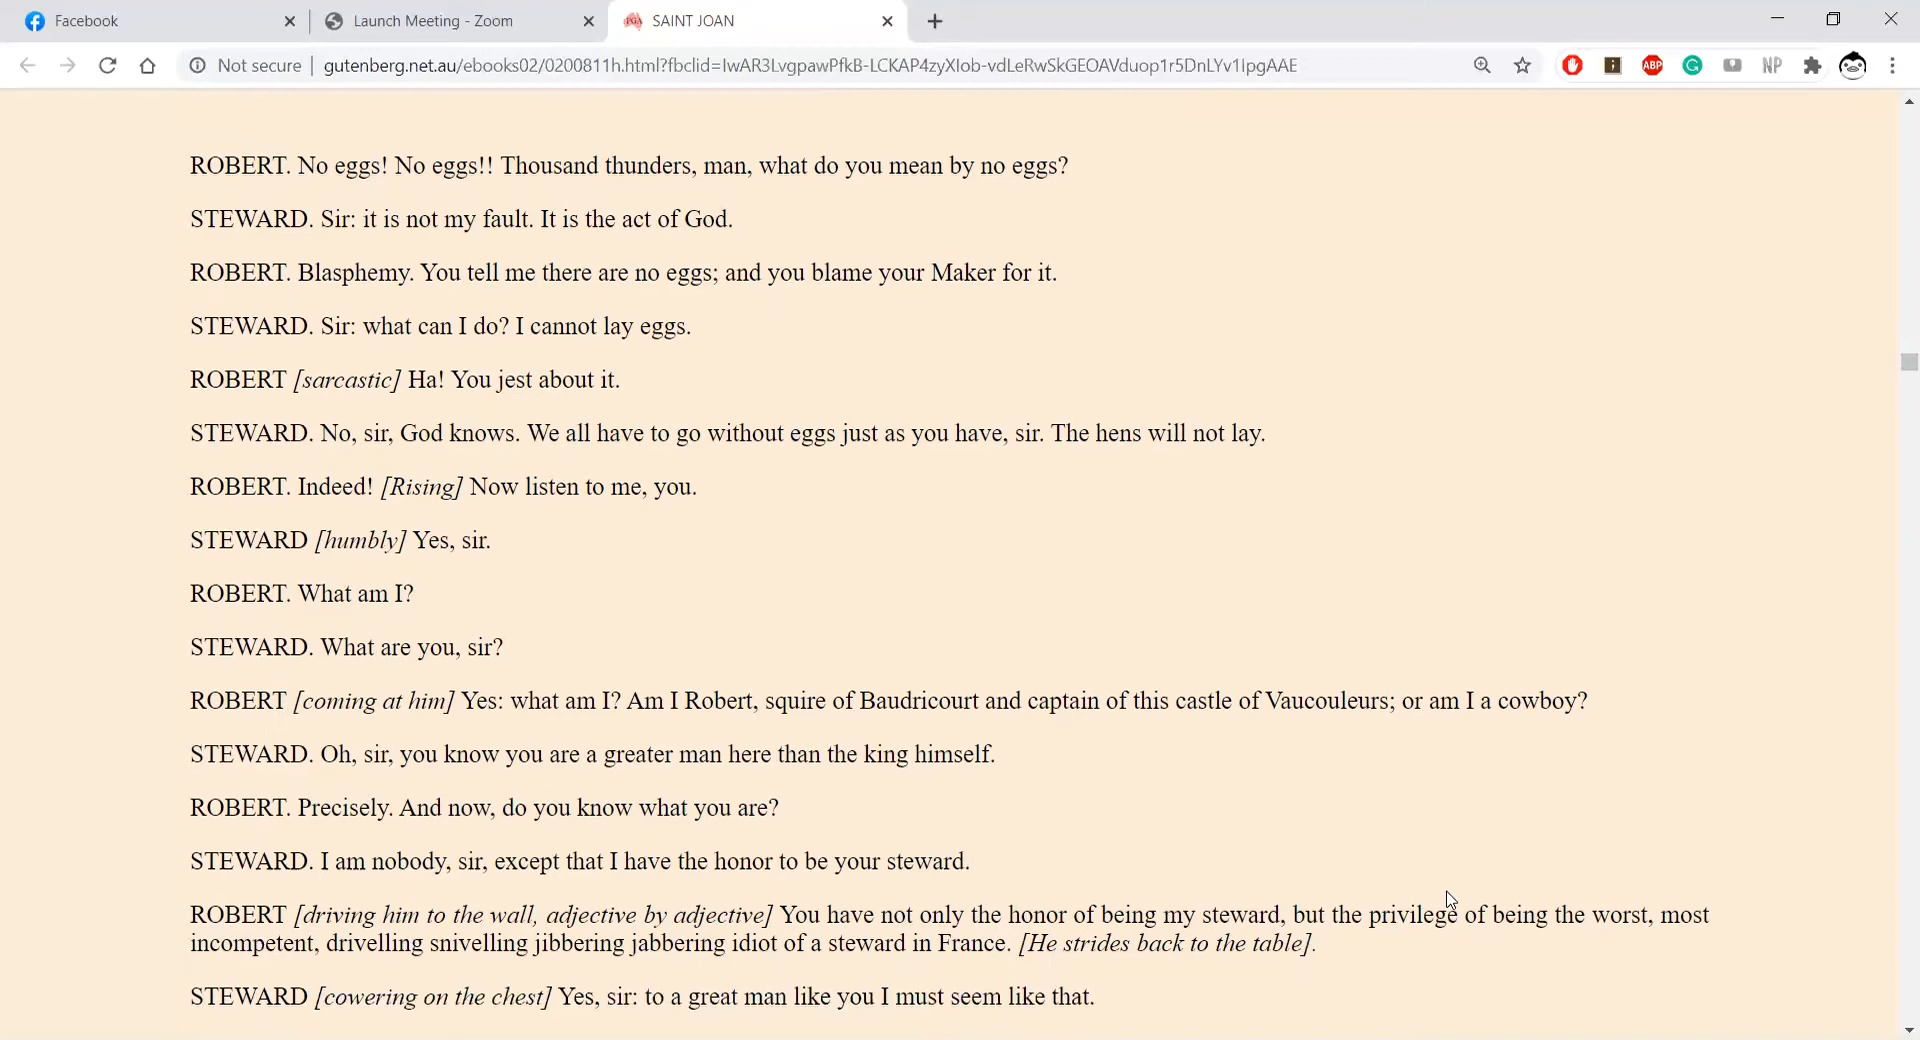 Facebook
Launch Meeting - Zoom
SAINT JOAN
Not secure
gutenberg.net.au/ebooks02/0200811h.html?fbclid=IwAR3LvgpawPfkB-LCKAP4zyXIob-vdLeRwSkGEOAVduop1r5DnLYv1IpgAAE
ABP
NP
ROBERT. No eggs! No eggs!! Thousand thunders, man, what do you mean by no eggs?
STEWARD. Sir: it is not my fault. It is the act of God.
ROBERT. Blasphemy. You tell me there are no eggs; and you blame your Maker for it.
STEWARD. Sir: what can I do? I cannot lay eggs.
ROBERT [sarcastic] Ha! You jest about it.
STEWARD. No, sir, God knows. We all have to go without eggs just as you have, sir. The hens will not lay.
ROBERT. Indeed! [Rising] Now listen to me, you.
STEWARD [humbly] Yes, sir.
ROBERT. What am I?
STEWARD. What are you, sir?
ROBERT [coming at him] Yes: what am I? Am I Robert, squire of Baudricourt and captain of this castle of Vaucouleurs; or am I a cowboy?
STEWARD. Oh, sir, you know you are a greater man here than the king himself.
ROBERT. Precisely. And now, do you know what you are?
STEWARD. I am nobody, sir, except that I have the honor to be your steward.
ROBERT [driving him to the wall, adjective by adjective] You have not only the honor of being my steward, but the privilege of being the worst, most
incompetent, drivelling snivelling jibbering jabbering idiot of a steward in France. [He strides back to the table].
STEWARD [cowering on the chest] Yes, sir: to a great man like you I must seem like that.